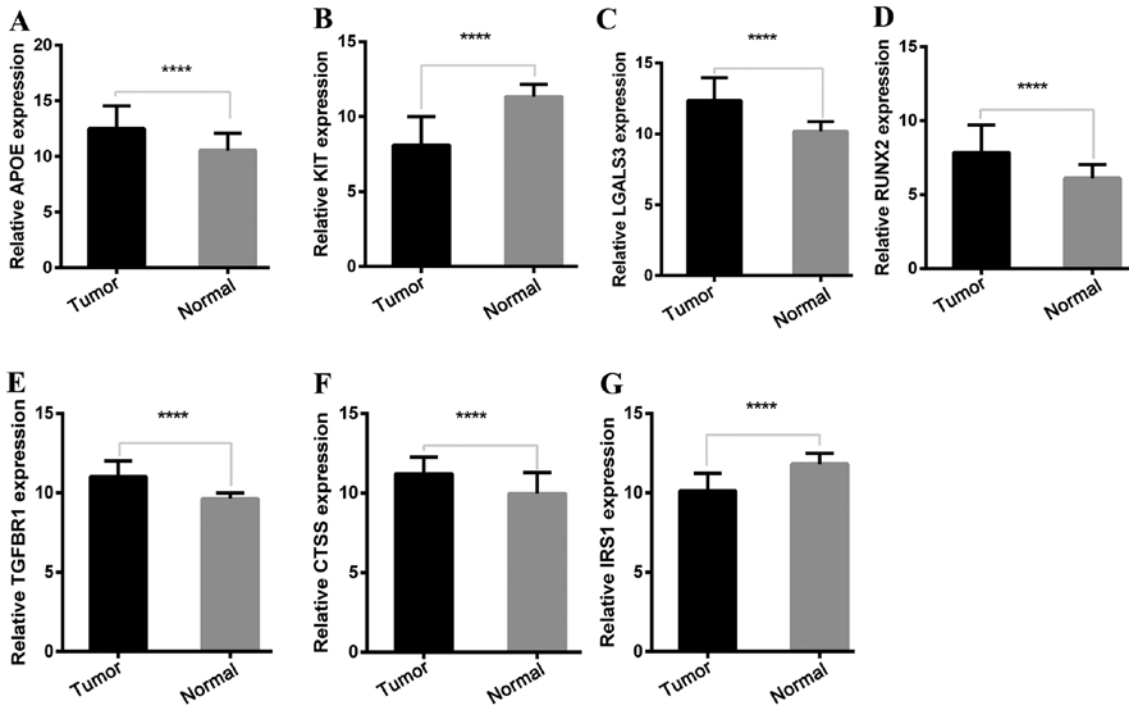 A
Relative APOE expression
20
15
10
5
0
****
Tumor
Normal
B
Relative KIT expression
15
10
5
0
****
Tumor
Normal
C
Relative LGALS3 expression
15
10
5
0
****
Tumor
Normal
D
Relative RUNX2 expression
15
10
5
0
****
Tumor
Normal
E
Relative TGFBR1 expression
15
10
5
0
****
Tumor
Normal
F
Relative CTSS expression
15
10
5
0
****
Tumor
Normal
G
Relative IRS1 expression
15
10
5
0
****
Tumor
Normal